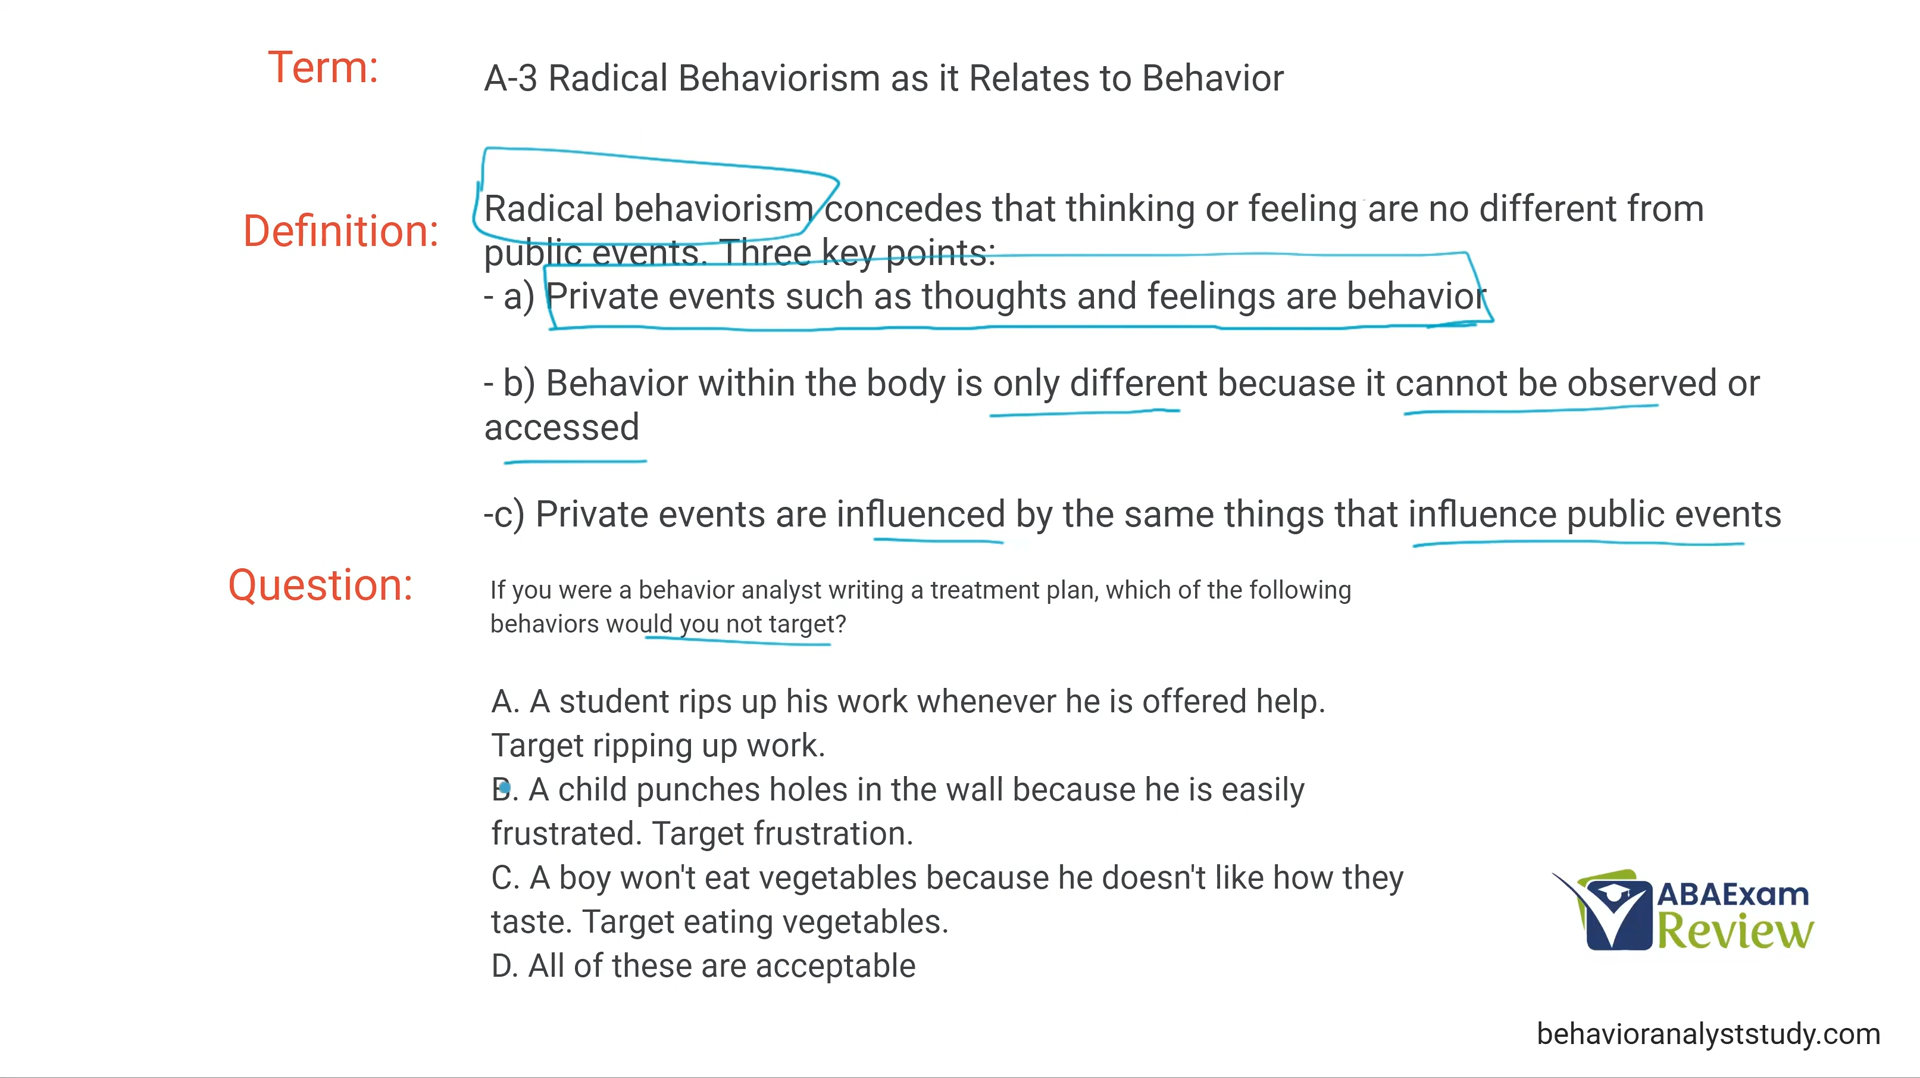 Term:
A-3 Radical Behaviorism as it Relates to Behavior
Definition:
Radical behaviorism concedes that thinking or feeling are no different from
public events. Three key points:
- a) Private events such as thoughts and feelings are behavior
- b) Behavior within the body is only different becuase it cannot be observed or
accessed
-c) Private events are influenced by the same things that influence public events
Question:
If you were a behavior analyst writing a treatment plan, which of the following
behaviors would you not target?
A. A student rips up his work whenever he is offered help.
Target ripping up work.
B. A child punches holes in the wall because he is easily
frustrated. Target frustration.
C. A boy won't eat vegetables because he doesn't like how they
taste. Target eating vegetables.
D. All of these are acceptable
ABAExam
Review
behavioranalyststudy.com